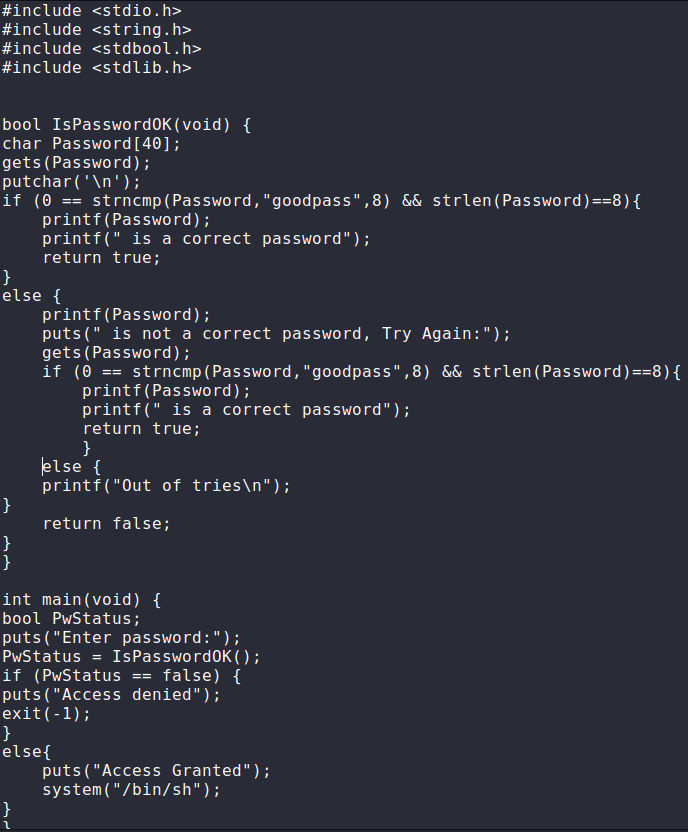 #include <stdio.h>
#include <string.h>
#include <stdbool.h>
#include <stdlib.h>
bool IsPasswordOK(void) {
char Password[40];
gets(Password);
putchar('\n');
if (0 == strncmp(Password,"goodpass",8) && strlen(Password)==8){
    printf(Password);
    printf(" is a correct password");
    return true;
}
else {
    printf(Password);
    puts(" is not a correct password, Try Again:");
    gets(Password);
    if (0 == strncmp(Password,"goodpass",8) && strlen(Password)==8){
        printf(Password);
        printf(" is a correct password");
        return true;
        }
    else {
    printf("Out of tries\n");
}
    return false;
}
}
int main(void) {
bool PwStatus;
puts("Enter password:");
PwStatus = IsPasswordOK();
if (PwStatus == false) {
puts("Access denied");
exit(-1);
}
else{
    puts("Access Granted");
    system("/bin/sh");
}
}